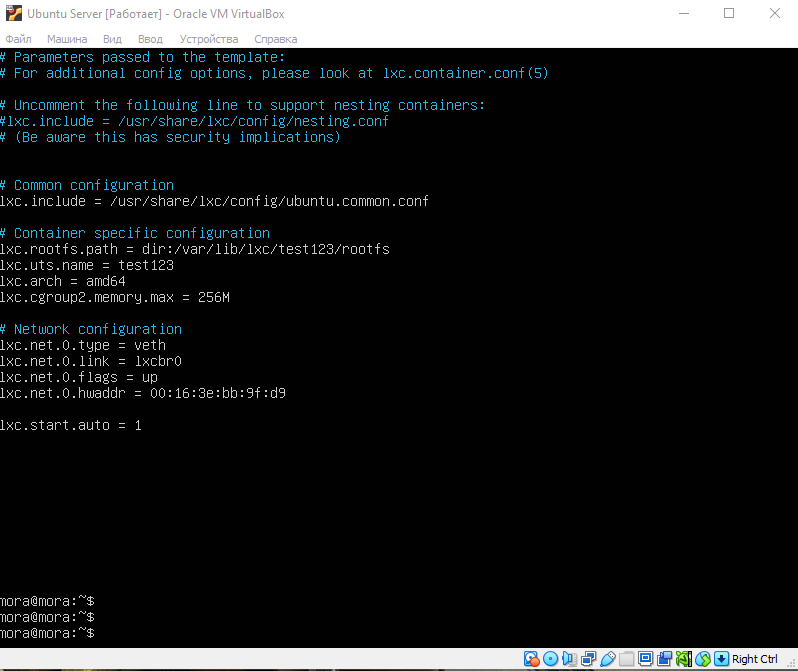 Ubuntu Server [Работает] - Oracle VM VirtualBox
Файл Машина Вид Ввод Устройства Справка
# Parameters passed to the template:
# For additional config options, please look at lxc.container.conf(5)
# Uncomment the following line to support nesting containers:
#lxc.include = /usr/share/lxc/config/nesting.conf
# (Be aware this has security implications)
# Common configuration
lxc.include = /usr/share/lxc/config/ubuntu.common.conf
# Container specific configuration
lxc.rootfs.path = dir:/var/lib/lxc/test123/rootfs
lxc.uts.name = test123
lxc.arch = amd64
lxc.cgroup2.memory.max = 256M
# Network configuration
lxc.net.0.type = veth
lxc.net.0.link = lxcbr0
lxc.net.0.flags = up
lxc.net.0.hwaddr = 00:16:3e:bb:9f:d9
lxc.start.auto = 1
mora@mora:~$
mora@mora:~$
mora@mora:~$
Right Ctrl